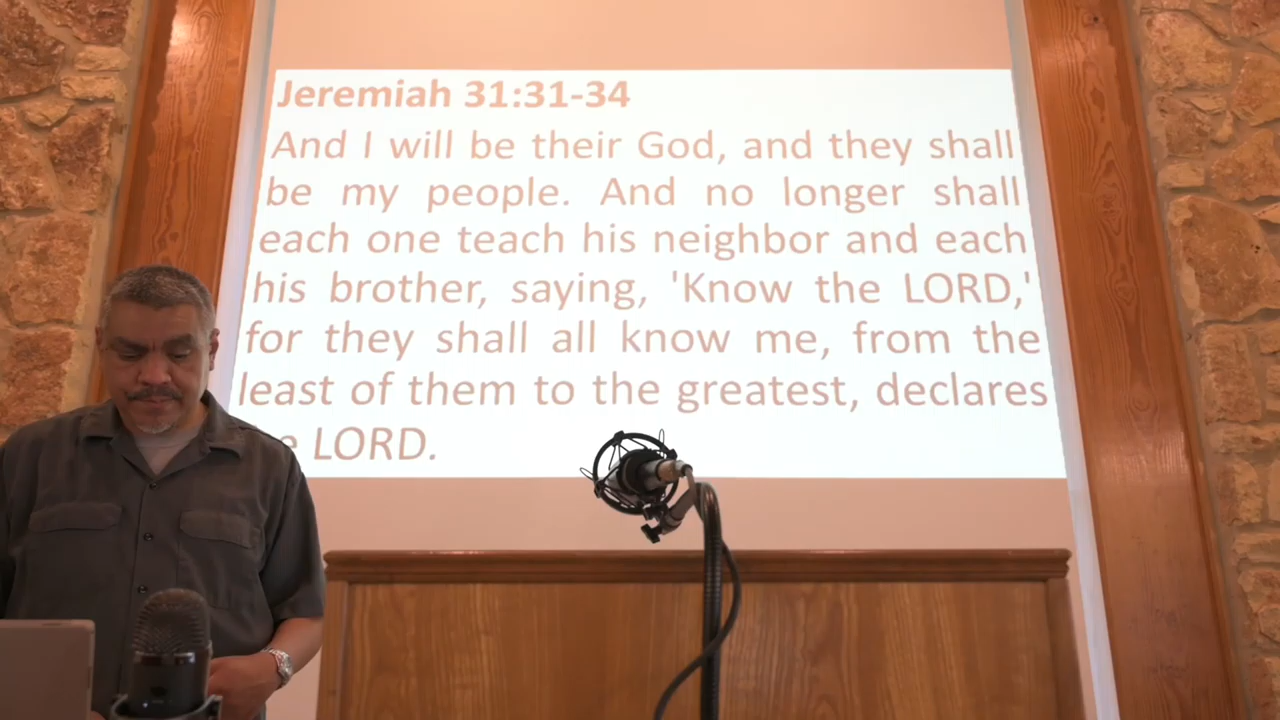 Jeremiah 31:31-34
And I will be their God, and they shall
be my people. And no longer shall
each one teach his neighbor and each
his brother, saying, 'Know the LORD,'
for they shall all know me, from the
least of them to the greatest, declares
LORD.